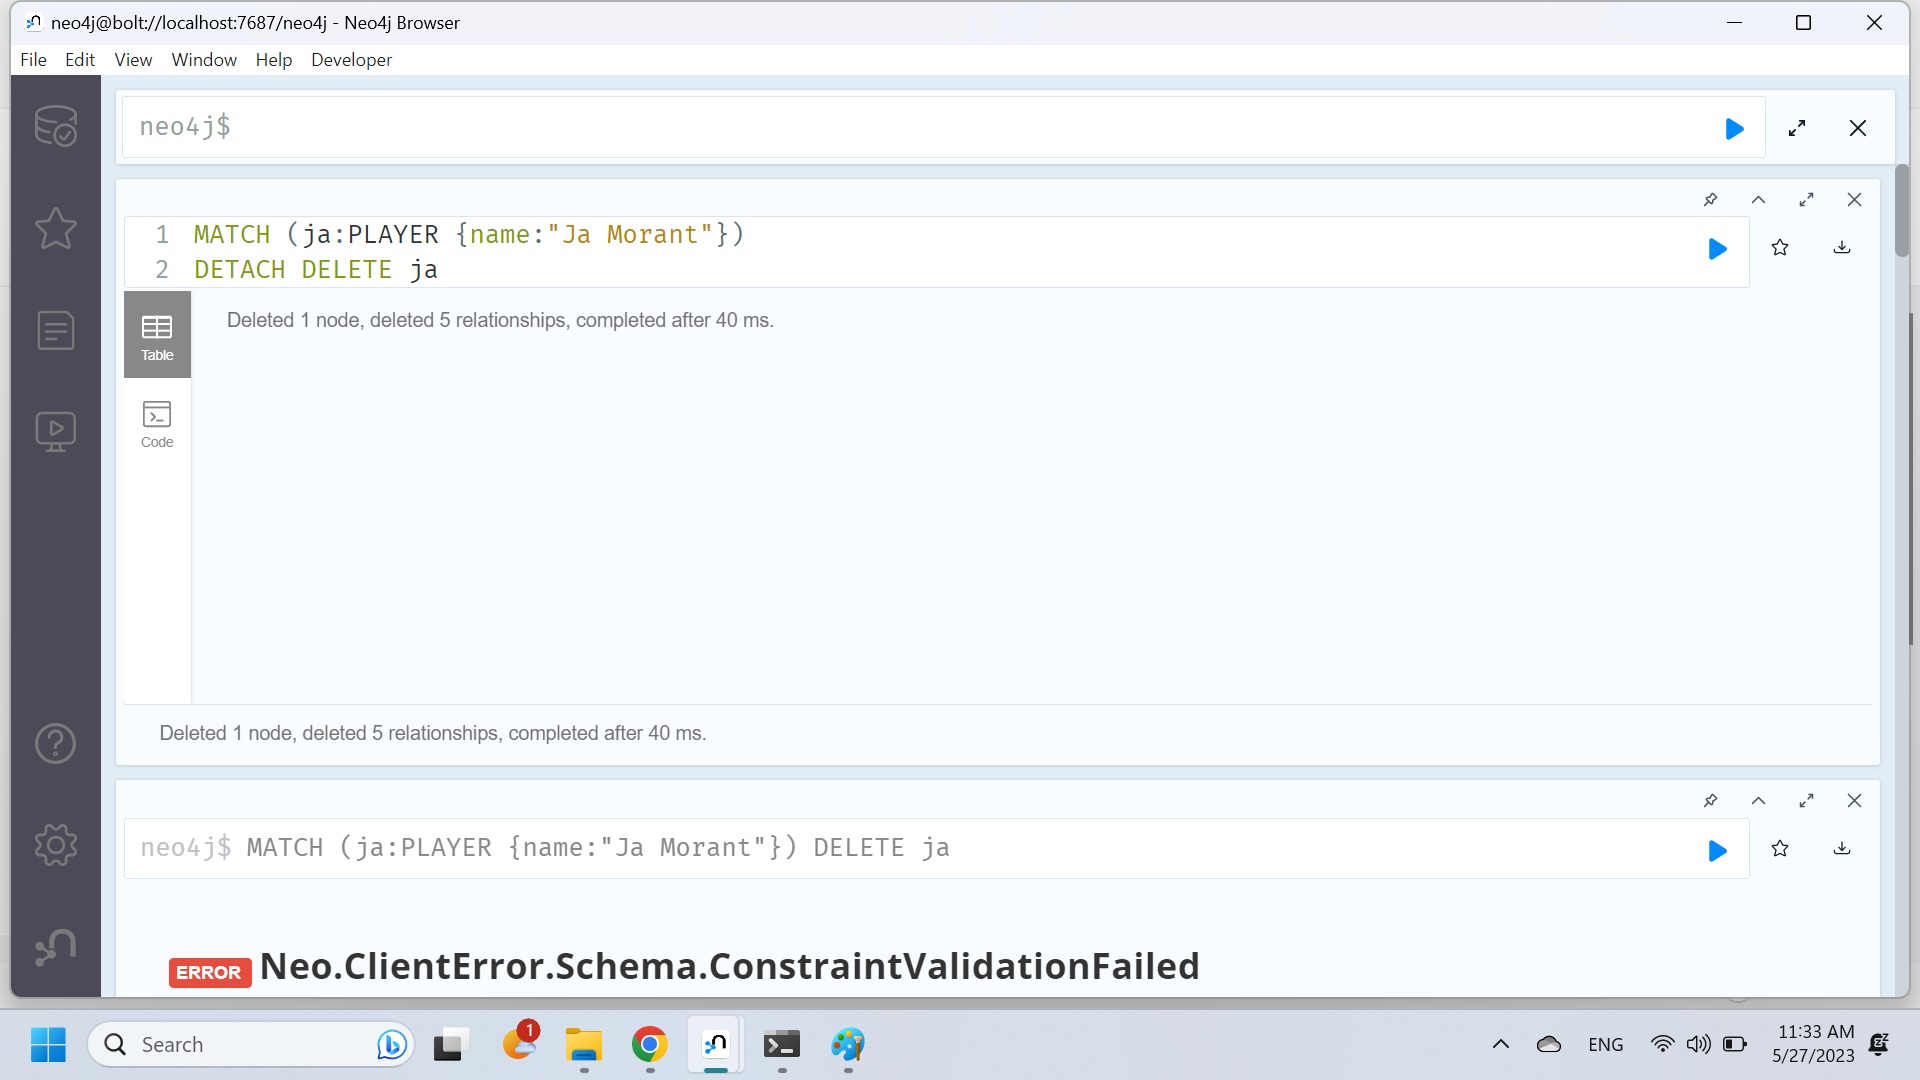 neo4j@bolt://localhost:7687/neo4j - Neo4j Browser
File Edit View Window Help Developer
neo4j$
1 MATCH (ja:PLAYER {name:"Ja Morant"})
2 DETACH DELETE ja
Table
Deleted 1 node, deleted 5 relationships, completed after 40 ms.
Code
Deleted 1 node, deleted 5 relationships, completed after 40 ms.
neo4j$ MATCH (ja:PLAYER {name:"Ja Morant"}) DELETE ja
ERROR Neo.ClientError.Schema.ConstraintValidationFailed
Search
1
ENG
11:33 AM
5/27/2023